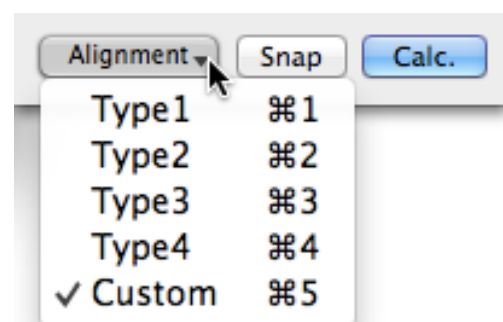 Alignment Snap Calc.
Type1 ⌘1
Type2 ⌘2
Type3 ⌘3
Type4 ⌘4
✓ Custom ⌘5